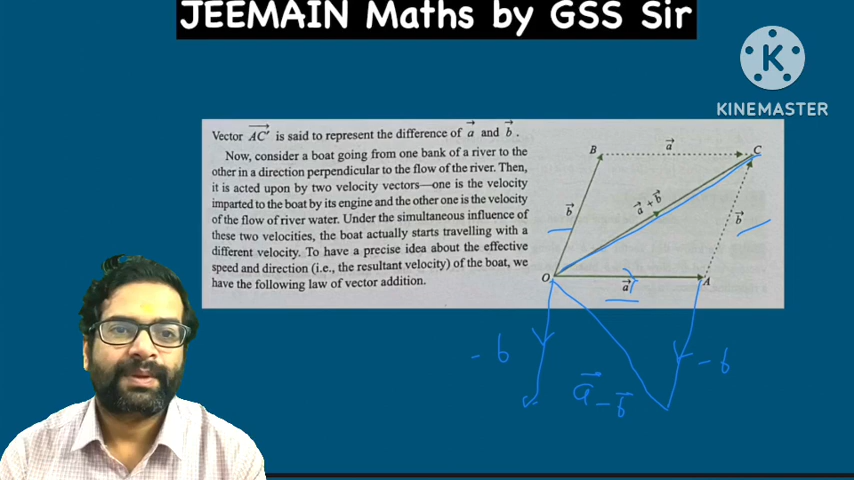 JEEMAIN Maths by GSS Sir
K
KINEMASTER
Vector AC' is said to represent the difference of a and b.
Now, consider a boat going from one bank of a river to the
other in a direction perpendicular to the flow of the river. Then,
it is acted upon by two velocity vectors—one is the velocity
imparted to the boat by its engine and the other one is the velocity
of the flow of river water. Under the simultaneous influence of
these two velocities, the boat actually starts travelling with a
different velocity. To have a precise idea about the effective
speed and direction (i.e., the resultant velocity) of the boat, we
have the following law of vector addition.
B
a
C
a + b
b
b
O
a
A
- b
- b
a - b